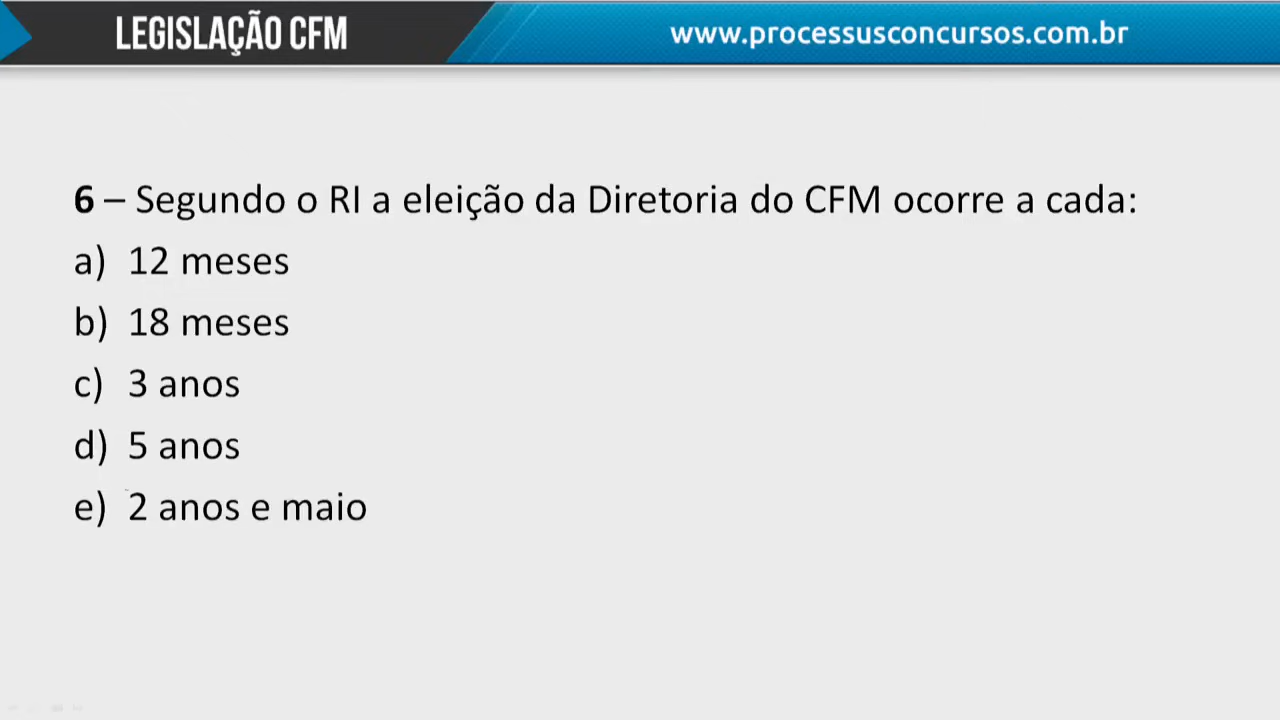 LEGISLAÇÃO CFM
www.processusconcursos.com.br
6 – Segundo o RI a eleição da Diretoria do CFM ocorre a cada:
a) 12 meses
b) 18 meses
c) 3 anos
d) 5 anos
e) 2 anos e maio